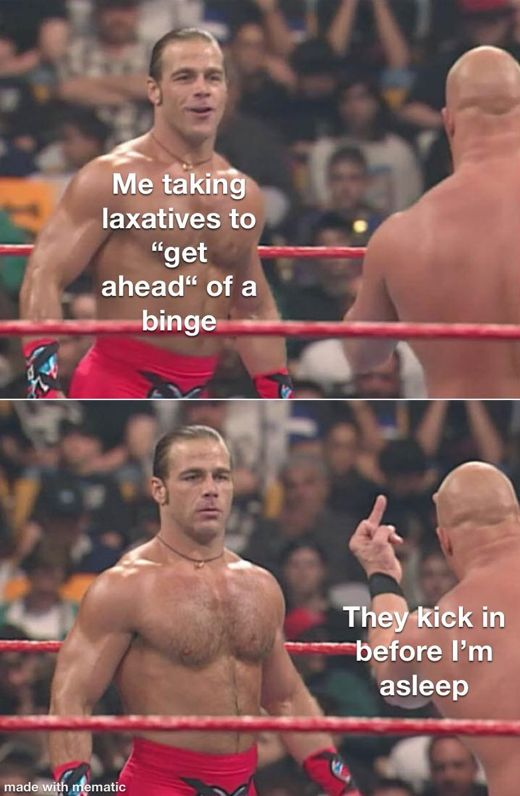 Me taking
laxatives to
“get
ahead“ of a
binge
They kick in
before I’m
asleep
made with mematic